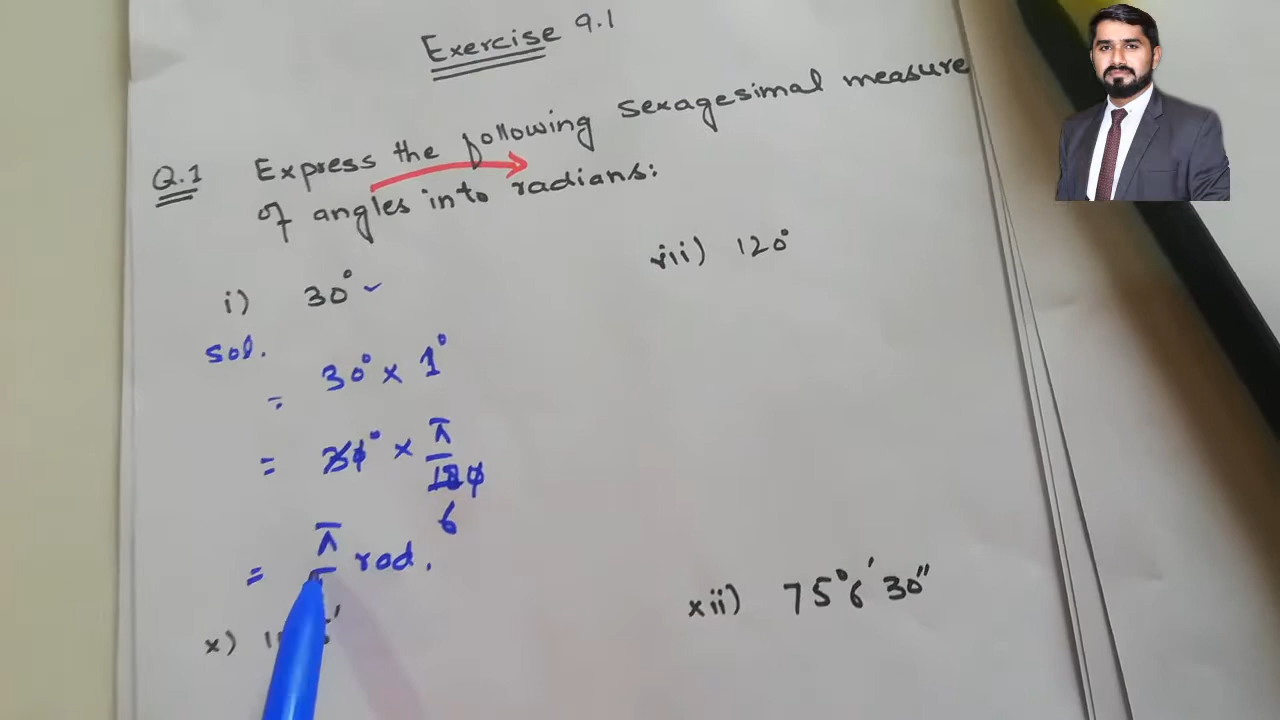 Exercise 9.1
Q.1 Express the following sexagesimal measure
of angles into radians:
i) 30°
vii) 120°
Sol.
= 30° × 1°
= 30° × π/180
6
= π rad.
x)
xii) 75°6'30"